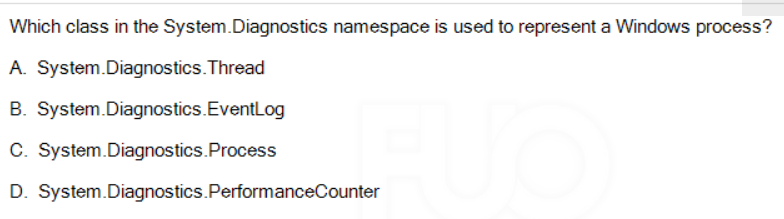 Which class in the System.Diagnostics namespace is used to represent a Windows process?
A. System.Diagnostics.Thread
B. System.Diagnostics.EventLog
C. System.Diagnostics.Process
D. System.Diagnostics.PerformanceCounter
FUO